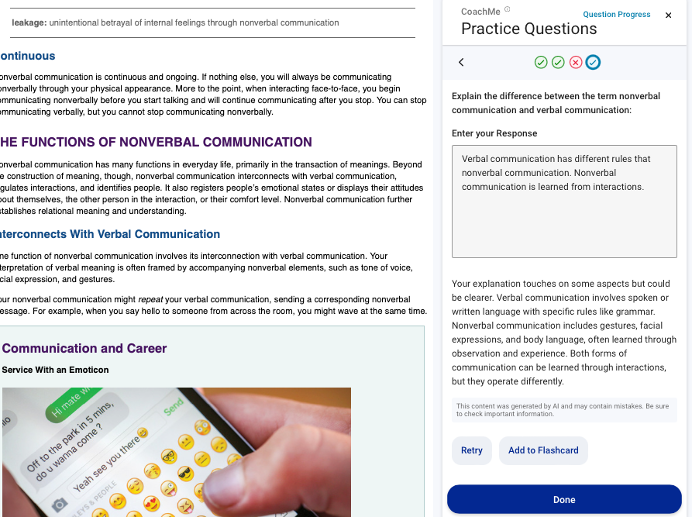 leakage: unintentional betrayal of internal feelings through nonverbal communication
ontinuous
onverbal communication is continuous and ongoing. If nothing else, you will always be communicating
onverbally through your physical appearance. More to the point, when interacting face-to-face, you begin
ommunicating nonverbally before you start talking and will continue communicating after you stop. You can stop
ommunicating verbally, but you cannot stop communicating nonverbally.
HE FUNCTIONS OF NONVERBAL COMMUNICATION
onverbal communication has many functions in everyday life, primarily in the transaction of meanings. Beyond
e construction of meaning, though, nonverbal communication interconnects with verbal communication,
gulates interactions, and identifies people. It also registers people's emotional states or displays their attitudes
out themselves, the other person in the interaction, or their comfort level. Nonverbal communication further
stablishes relational meaning and understanding.
terconnects With Verbal Communication
ne function of nonverbal communication involves its interconnection with verbal communication. Your
terpretation of verbal meaning is often framed by accompanying nonverbal elements, such as tone of voice,
cial expression, and gestures.
ur nonverbal communication might repeat your verbal communication, sending a corresponding nonverbal
essage. For example, when you say hello to someone from across the room, you might wave at the same time.
Communication and Career
Service With an Emoticon
Hi mate w
Send
Off to the park in 5 mins,
do u wanna come ?
Yeah see you there
& PEOPLE
CoachMe
Question Progress
Practice Questions
Explain the difference between the term nonverbal
communication and verbal communication:
Enter your Response
Verbal communication has different rules that
nonverbal communication. Nonverbal
communication is learned from interactions.
Your explanation touches on some aspects but could
be clearer. Verbal communication involves spoken or
written language with specific rules like grammar.
Nonverbal communication includes gestures, facial
expressions, and body language, often learned through
observation and experience. Both forms of
communication can be learned through interactions,
but they operate differently.
This content was generated by AI and may contain mistakes. Be sure
to check important information.
Retry
Add to Flashcard
Done